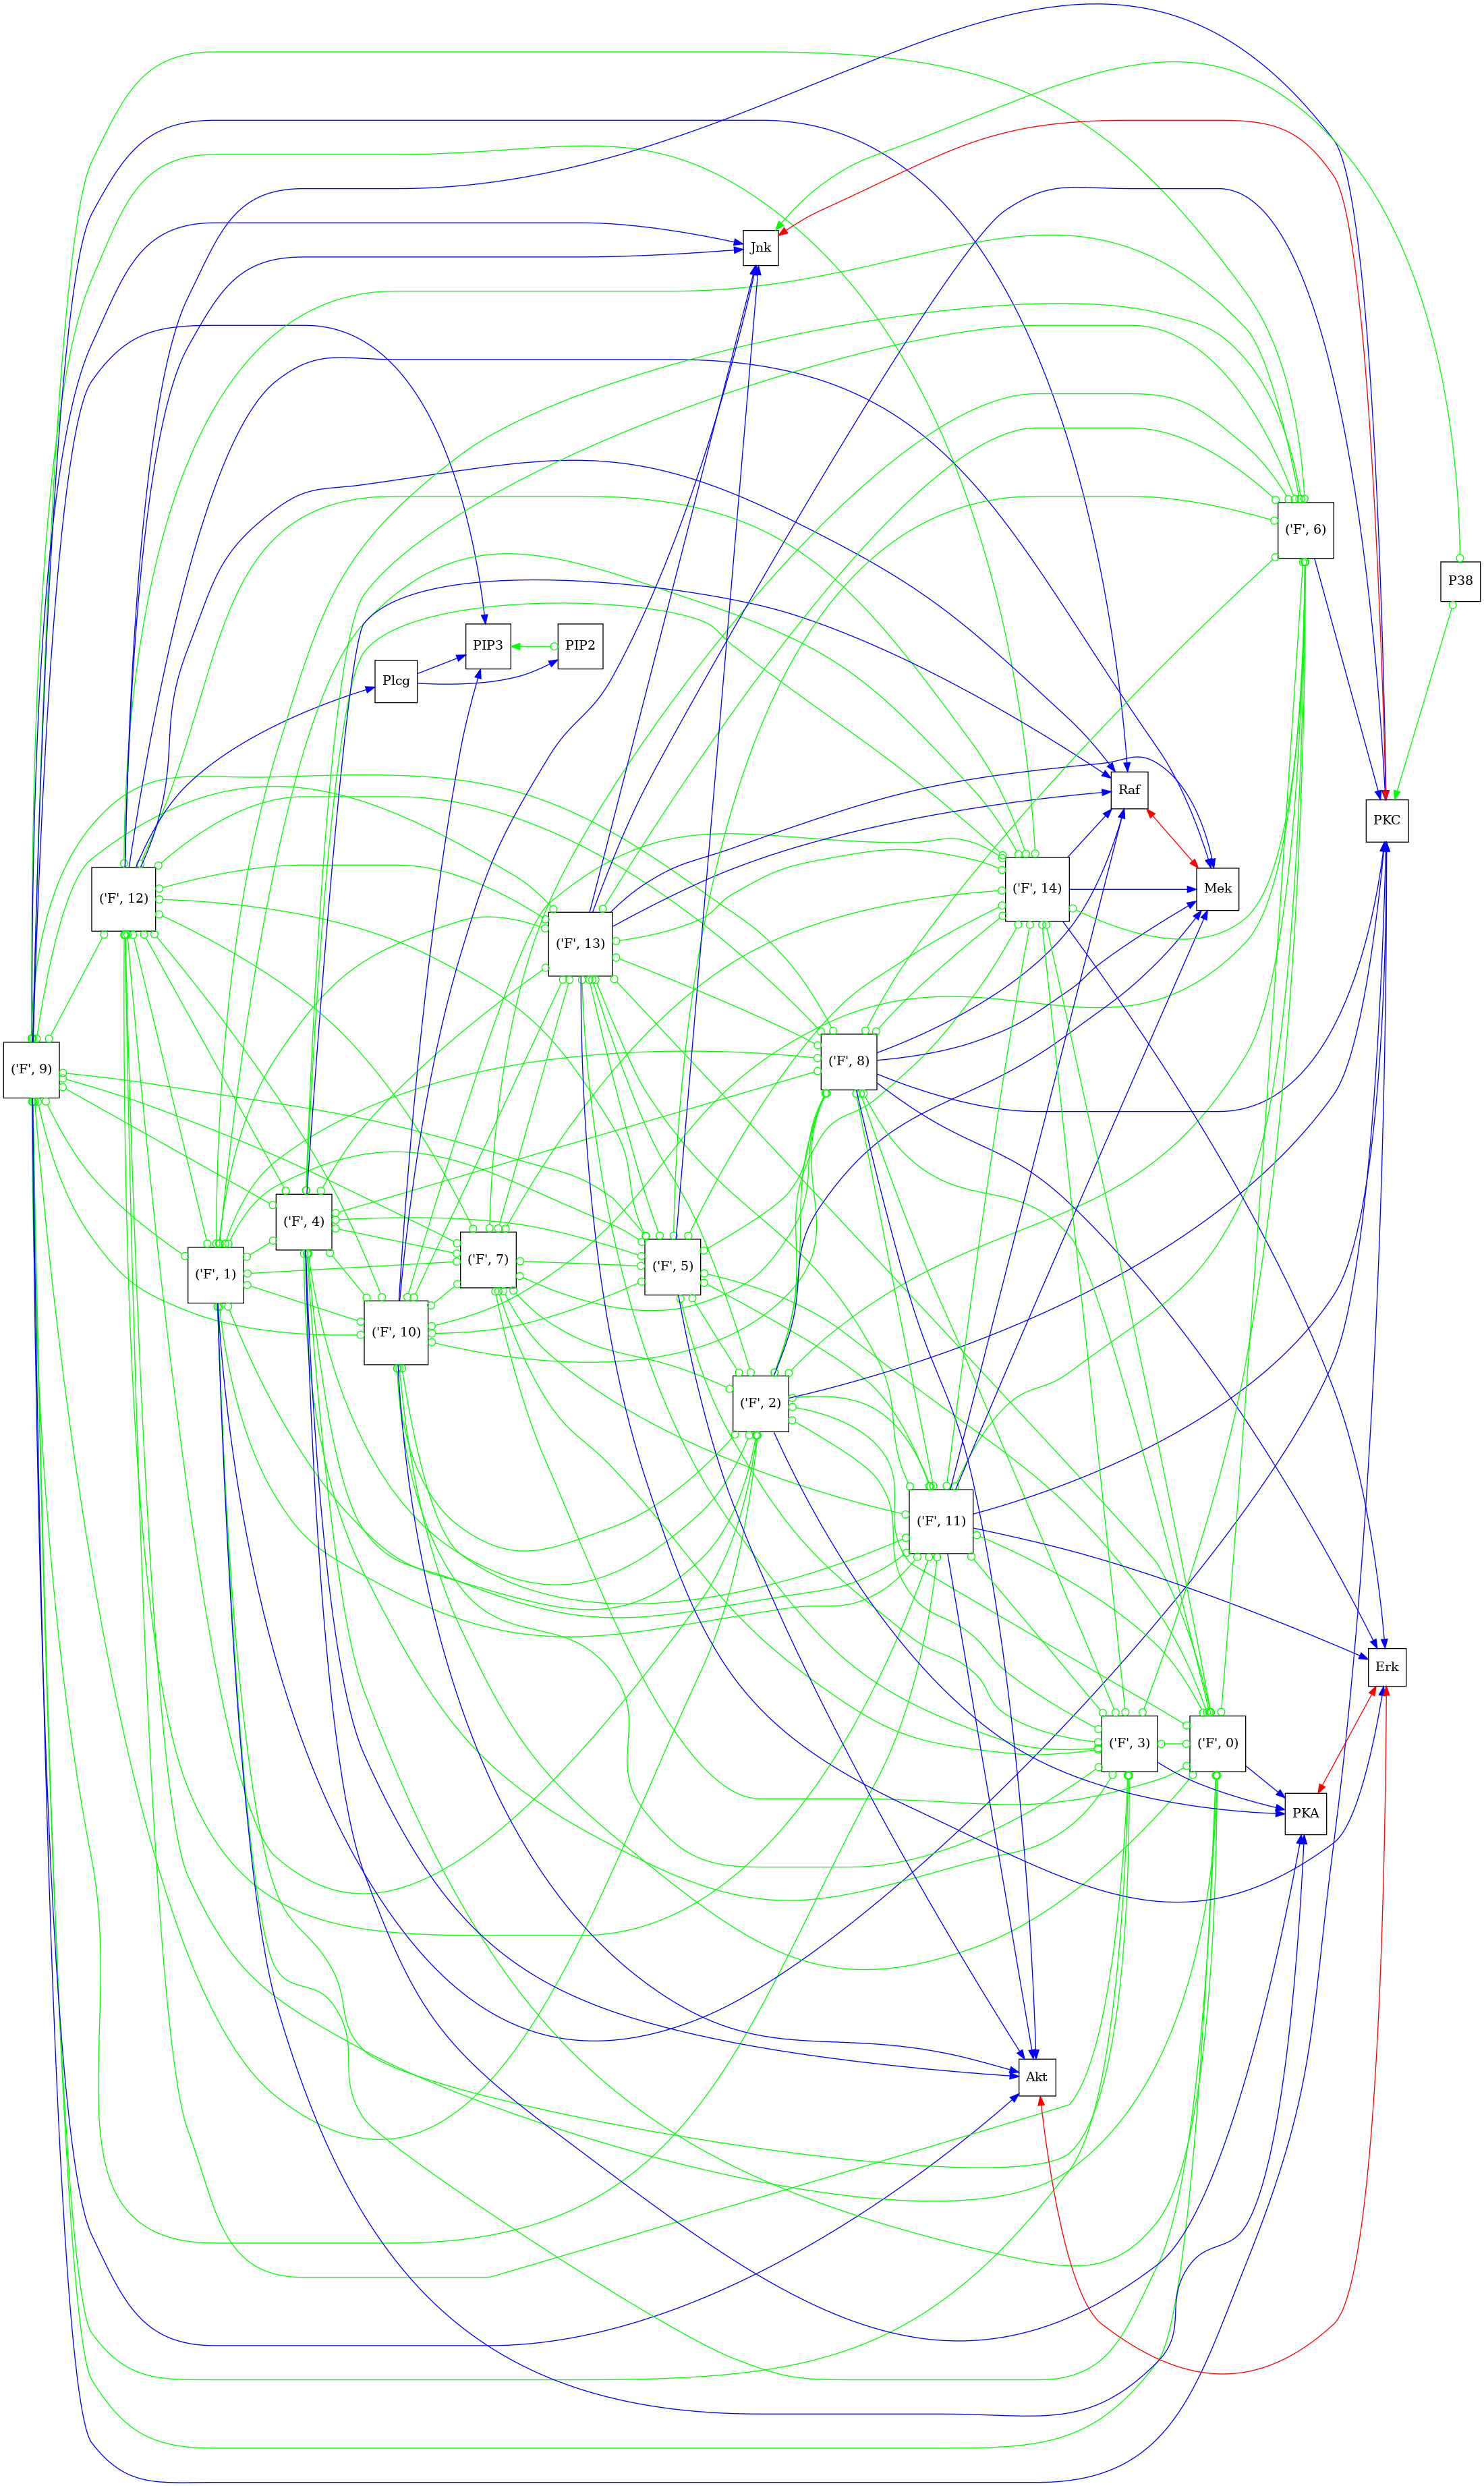 Jnk
('F', 6)
P38
PIP3
PIP2
Plcg
Raf
PKC
('F', 12)
('F', 14)
Mek
('F', 13)
('F', 9)
('F', 8)
('F', 4)
('F', 7)
('F', 5)
('F', 1)
('F', 10)
('F', 2)
('F', 11)
Erk
('F', 3)
('F', 0)
PKA
Akt